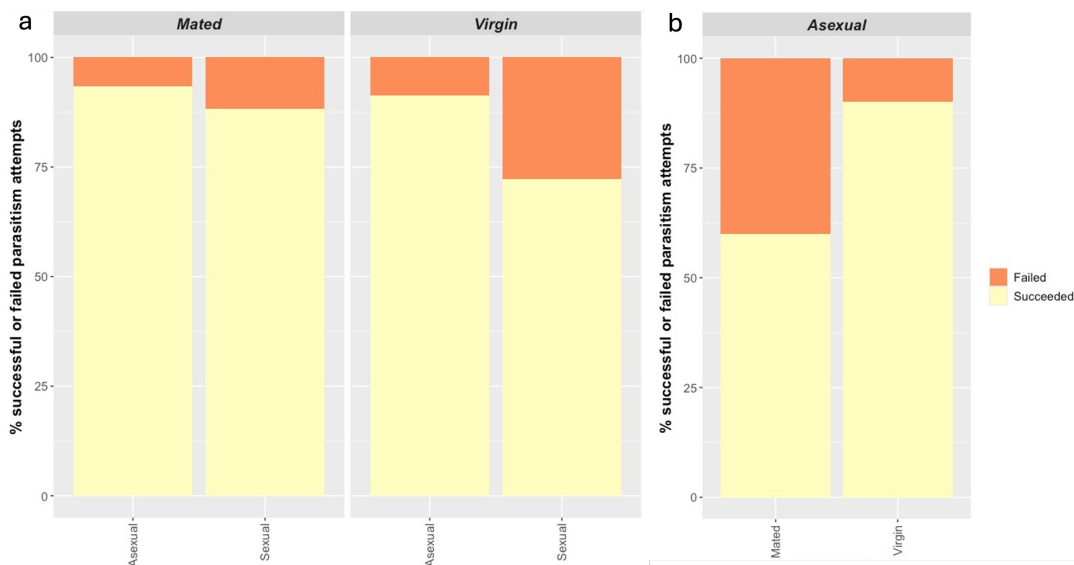 a
Mated
Virgin
% successful or failed parasitism attempts
100
75
50
25
0
Asexual
Sexual
Asexual
Sexual
b
Asexual
% successful or failed parasitism attempts
100
75
50
25
0
Mated
Virgin
Failed
Succeeded